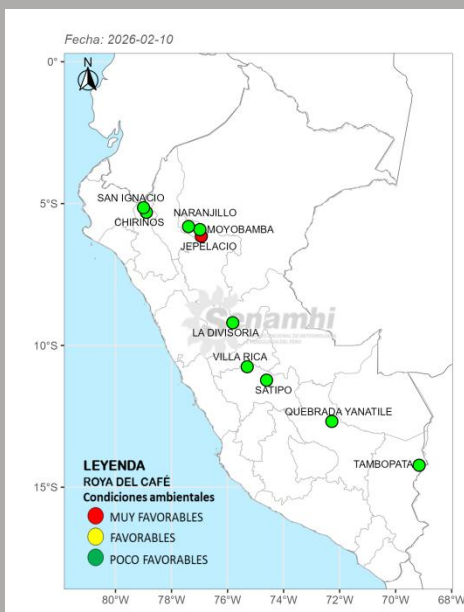 Fecha: 2026-02-10
N
0°
5°S
10°S
15°S
SAN IGNACIO
CHIRINOS
NARANJILLO
MOYOBAMBA
JEPELACIO
Senamhi
LA DIVISORIA
VILLA RICA
SATIPO
QUEBRADA YANATILE
TAMBOPATA
LEYENDA
ROYA DEL CAFÉ
Condiciones ambientales
MUY FAVORABLES
FAVORABLES
POCO FAVORABLES
80°W 78°W 76°W 74°W 72°W 70°W 68°W